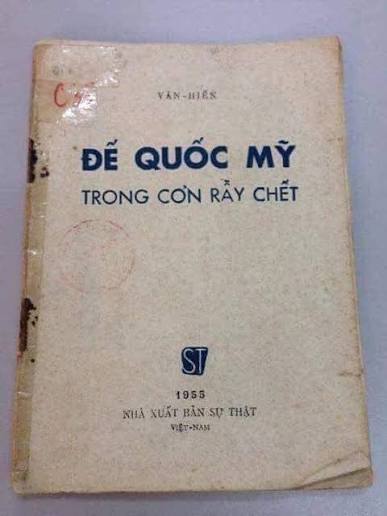 VĂN-HIẾN
ĐẾ QUỐC MỸ
TRONG CƠN RẪY CHẾT
ST
1955
NHÀ XUẤT BẢN SỰ THẬT
VIỆT-NAM